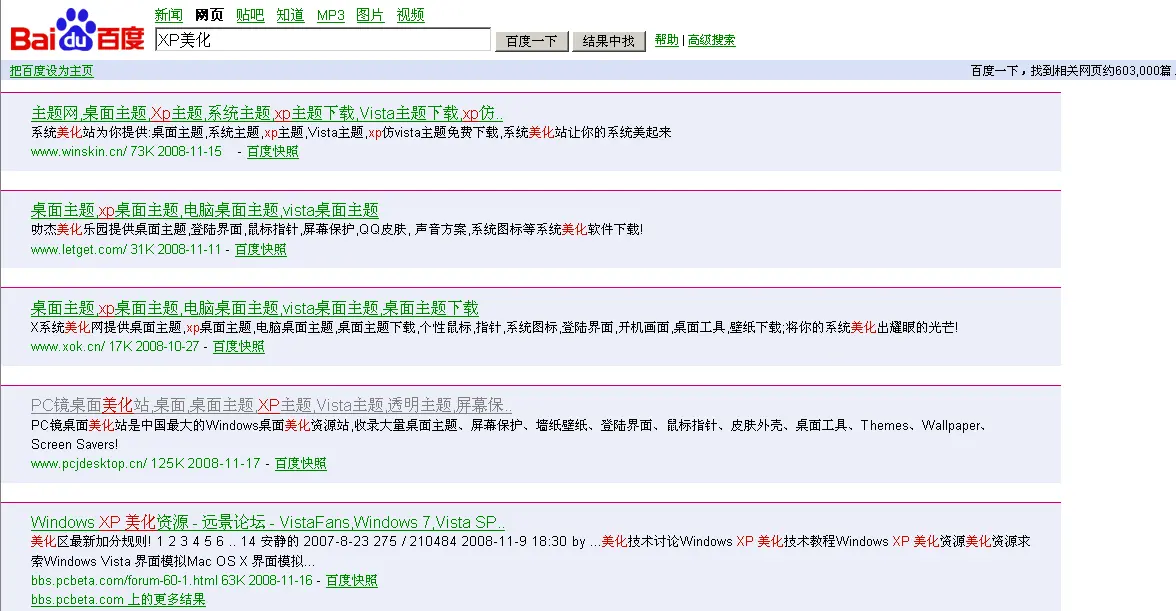 新闻 网页 贴吧 知道 MP3 图片 视频
Bai du 百度 XP美化 百度一下 结果中找 帮助 | 高级搜索
把百度设为主页 百度一下，找到相关网页约603,000篇
主题网,桌面主题,Xp主题,系统主题,xp主题下载,Vista主题下载,xp仿..
系统美化站为你提供:桌面主题,系统主题,xp主题,Vista主题,xp仿vista主题免费下载,系统美化站让你的系统美起来
www.winskin.cn/ 73K 2008-11-15 - 百度快照
桌面主题,xp桌面主题,电脑桌面主题,vista桌面主题
叻杰美化乐园提供桌面主题,登陆界面,鼠标指针,屏幕保护,QQ皮肤, 声音方案,系统图标等系统美化软件下载!
www.letget.com/ 31K 2008-11-11 - 百度快照
桌面主题,xp桌面主题,电脑桌面主题,vista桌面主题,桌面主题下载
X系统美化网提供桌面主题,xp桌面主题,电脑桌面主题,桌面主题下载,个性鼠标,指针,系统图标,登陆界面,开机画面,桌面工具,壁纸下载;将你的系统美化出耀眼的光芒!
www.xok.cn/ 17K 2008-10-27 - 百度快照
PC镜桌面美化站,桌面,桌面主题,XP主题,Vista主题,透明主题,屏幕保..
PC镜桌面美化站是中国最大的Windows桌面美化资源站,收录大量桌面主题、屏幕保护、墙纸壁纸、登陆界面、鼠标指针、皮肤外壳、桌面工具、Themes、Wallpaper、
Screen Savers!
www.pcjdesktop.cn/ 125K 2008-11-17 - 百度快照
Windows XP 美化资源 - 远景论坛 - VistaFans,Windows 7,Vista SP..
美化区最新加分规则! 1 2 3 4 5 6 .. 14 安静的 2007-8-23 275 / 210484 2008-11-9 18:30 by ...美化技术讨论Windows XP 美化技术教程Windows XP 美化资源美化资源求
索Windows Vista 界面模拟Mac OS X 界面模拟...
bbs.pcbeta.com/forum-60-1.html 63K 2008-11-16 - 百度快照
bbs.pcbeta.com 上的更多结果